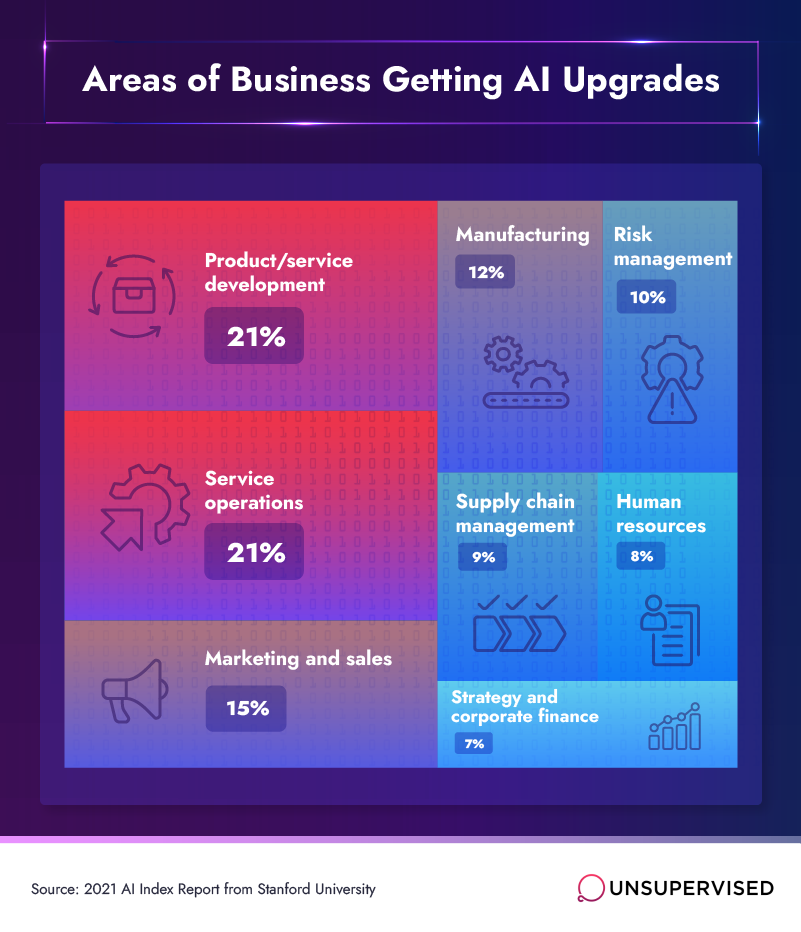 Areas of Business Getting AI Upgrades
Product/service
development
21%
Service
operations
21%
Marketing and sales
15%
Manufacturing
12%
Risk
management
10%
Supply chain
management
9%
Human
resources
8%
Strategy and
corporate finance
7%
Source: 2021 AI Index Report from Stanford University
UNSUPERVISED